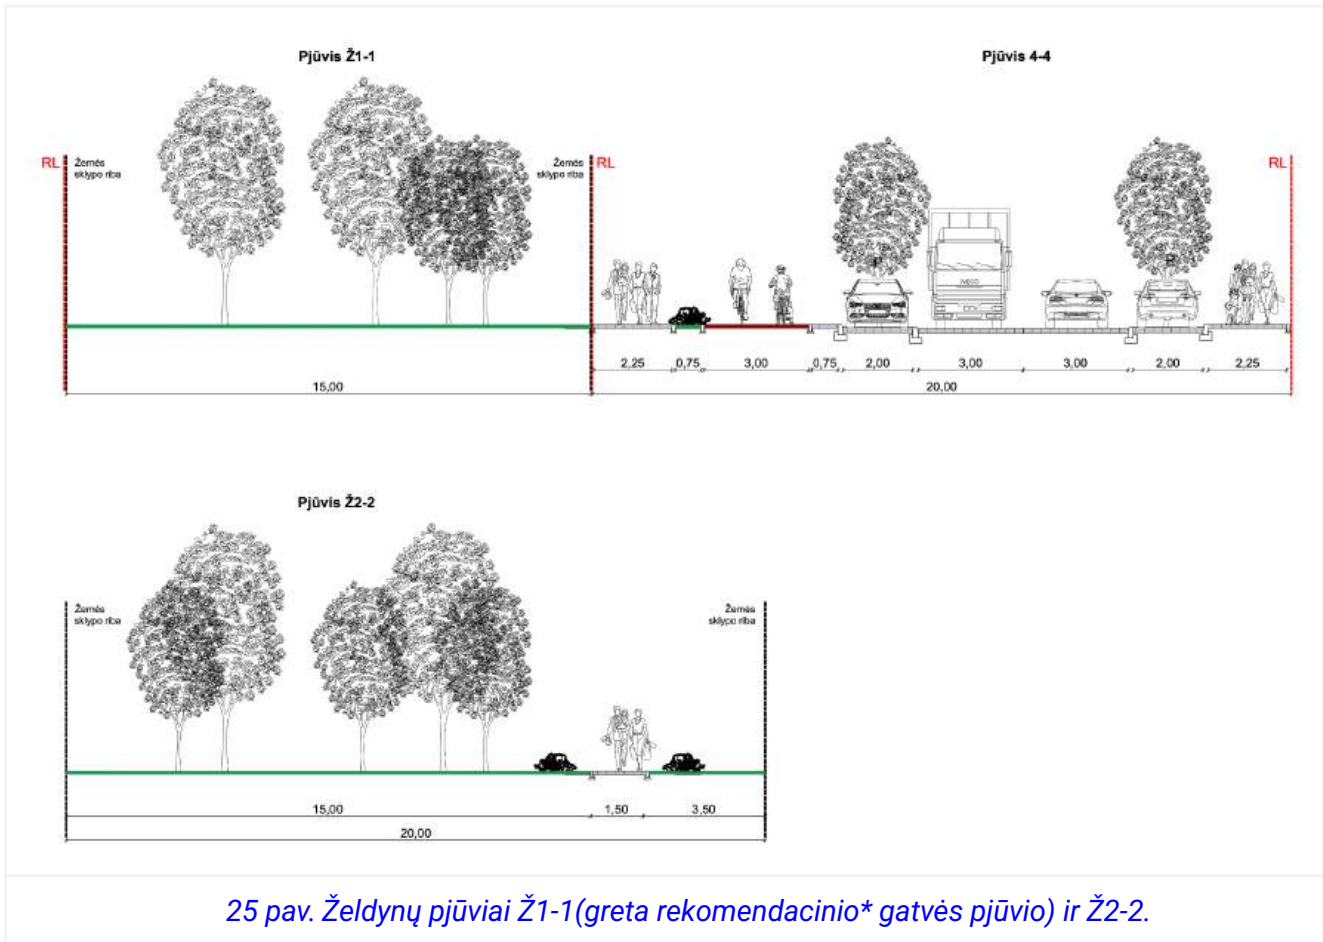 Pjūvis Ž1-1
Pjūvis 4-4
RL
Žemės
sklypo riba
Žemės
sklypo riba
RL
RL
IVECO
2,25 0,75 3,00 0,75 2,00 3,00 3,00 2,00 2,25
15,00
20,00
Pjūvis Ž2-2
Žemės
sklypo riba
Žemės
sklypo riba
15,00 1,50 3,50
20,00
25 pav. Želdynų pjūviai Ž1-1(greta rekomendacinio* gatvės pjūvio) ir Ž2-2.